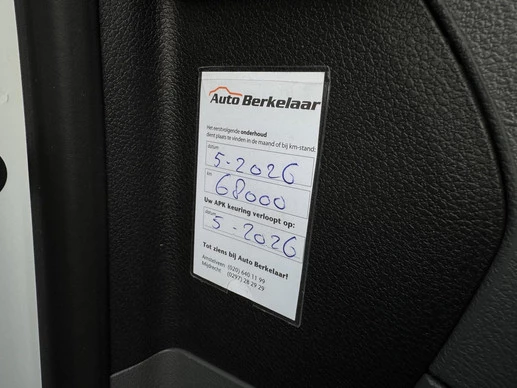 Auto Berkelaar
Het eerstvolgende onderhoud
dient plaats te vinden in de maand of bij km-stand:
datum
5-2026
km
68000
Uw APK keuring verloopt op:
datum
5-2026
Tot ziens bij Auto Berkelaar!
Amstelveen: (020) 640 11 99
Mijdrecht: (0297) 28 29 29